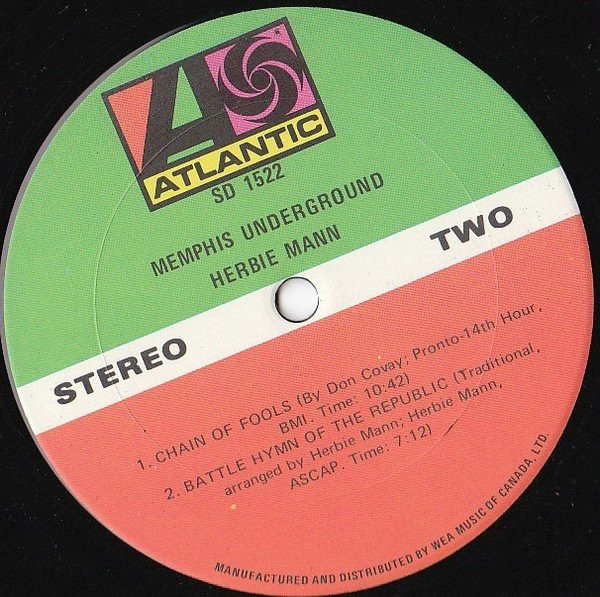 ATLANTIC
SD 1522
MEMPHIS UNDERGROUND
HERBIE MANN
STEREO
TWO
1. CHAIN OF FOOLS (By Don Covay; Pronto-14th Hour,
BMI. Time: 10:42)
2. BATTLE HYMN OF THE REPUBLIC (Traditional,
arranged by Herbie Mann; Herbie Mann,
ASCAP. Time: 7:12)
MANUFACTURED AND DISTRIBUTED BY WEA MUSIC OF CANADA, LTD.